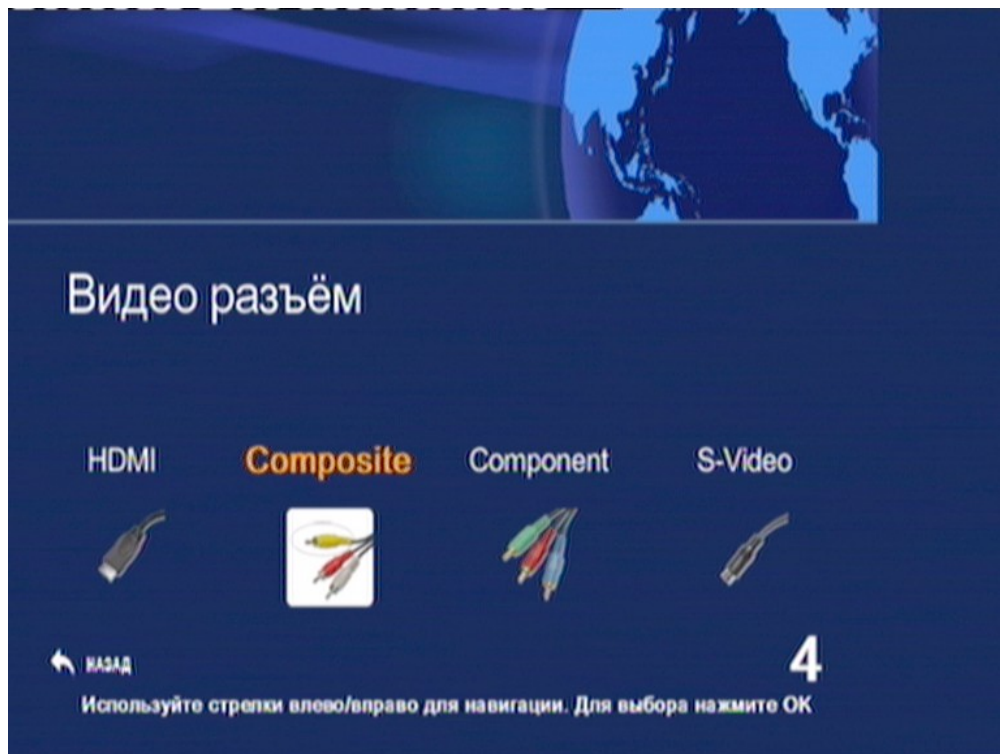 Видео разъём
HDMI Composite Component S-Video
НАЗАД 4
Используйте стрелки влево/вправо для навигации. Для выбора нажмите OK